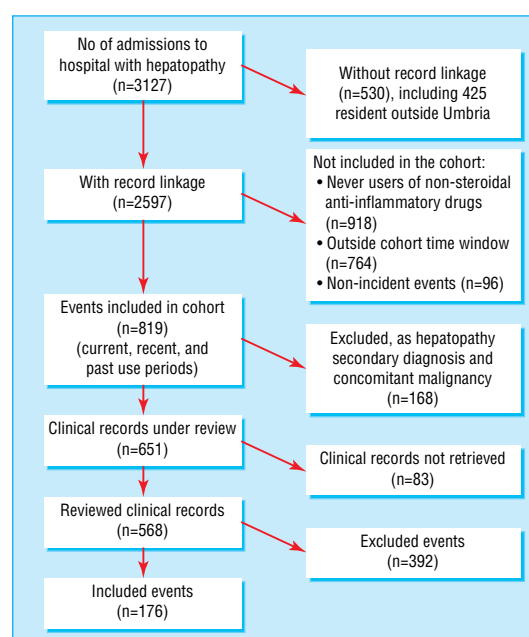 No of admissions to
hospital with hepatopathy
(n=3127)
Without record linkage
(n=530), including 425
resident outside Umbria
With record linkage
(n=2597)
Not included in the cohort:
• Never users of non-steroidal
anti-inflammatory drugs
(n=918)
• Outside cohort time window
(n=764)
• Non-incident events (n=96)
Events included in cohort
(n=819)
(current, recent, and
past use periods)
Excluded, as hepatopathy
secondary diagnosis and
concomitant malignancy
(n=168)
Clinical records under review
(n=651)
Clinical records not retrieved
(n=83)
Reviewed clinical records
(n=568)
Excluded events
(n=392)
Included events
(n=176)